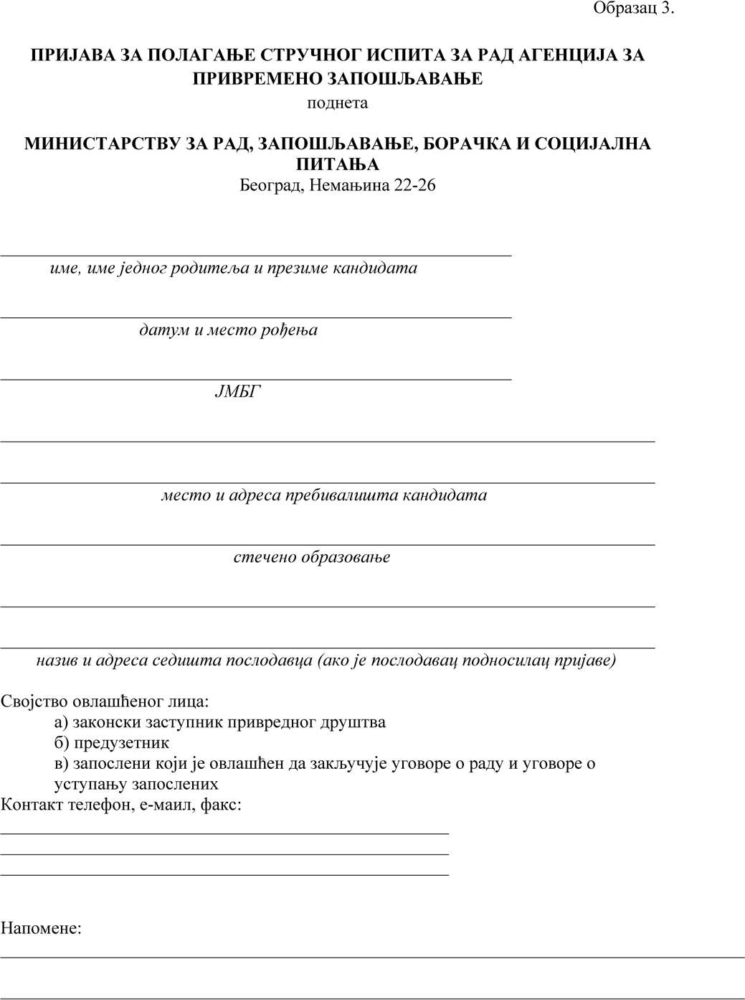 Образац 3.
ПРИЈАВА ЗА ПОЛАГАЊЕ СТРУЧНОГ ИСПИТА ЗА РАД АГЕНЦИЈА ЗА
ПРИВРЕМЕНО ЗАПОШЉАВАЊЕ
поднета
МИНИСТАРСТВУ ЗА РАД, ЗАПОШЉАВАЊЕ, БОРАЧКА И СОЦИЈАЛНА
ПИТАЊА
Београд, Немањина 22-26
име, име једног родитеља и презиме кандидата
датум и место рођења
ЈМБГ
место и адреса пребивалишта кандидата
стечено образовање
назив и адреса седишта послодавца (ако је послодавац подносилац пријаве)
Својство овлашћеног лица:
а) законски заступник привредног друштва
б) предузетник
в) запослени који је овлашћен да закључује уговоре о раду и уговоре о
уступању запослених
Контакт телефон, е-маил, факс:
Напомене: